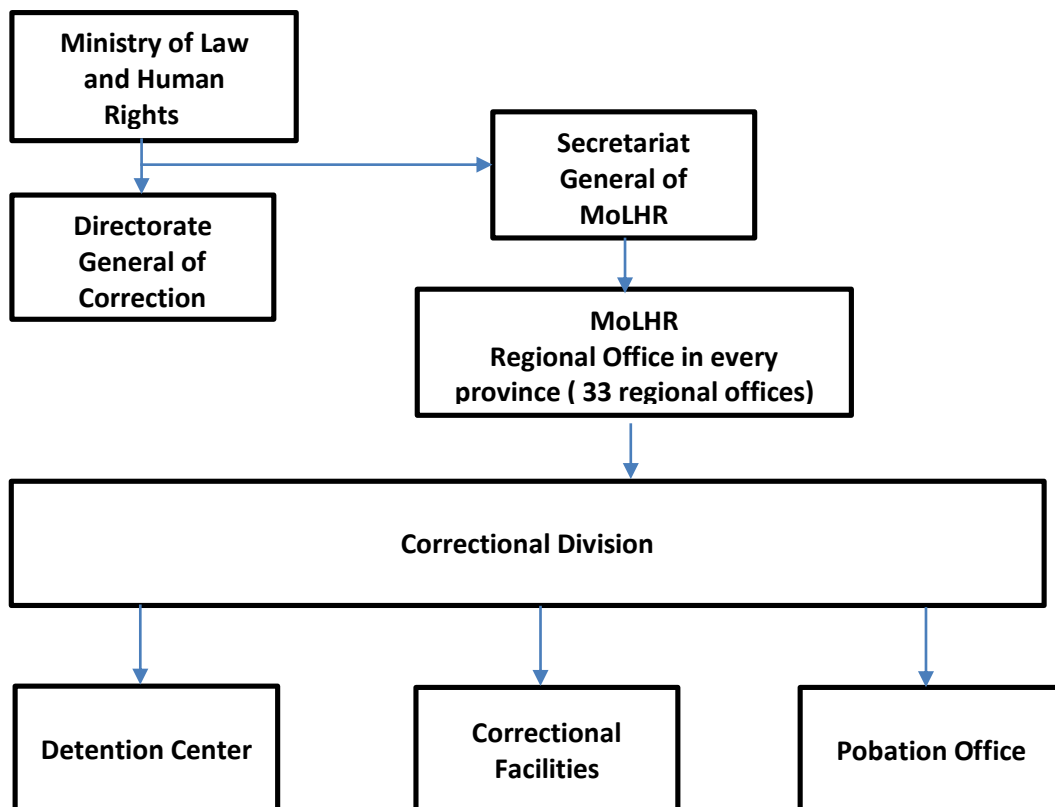 Ministry of Law
and Human
Rights
Secretariat
General of
MoLHR
Directorate
General of
Correction
MoLHR
Regional Office in every
province ( 33 regional offices)
Correctional Division
Detention Center
Correctional
Facilities
Pobation Office